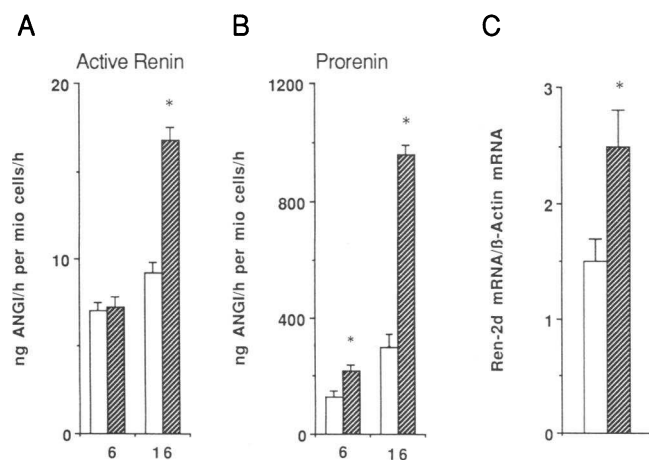 A
B
C
Active Renin
Prorenin
20
10
0
ng ANGI/h per mio cells/h
*
6
16
1200
800
400
0
ng ANGI/h per mio cells/h
*
*
6
16
3
2
1
0
Ren-2d mRNA/ß-Actin mRNA
*